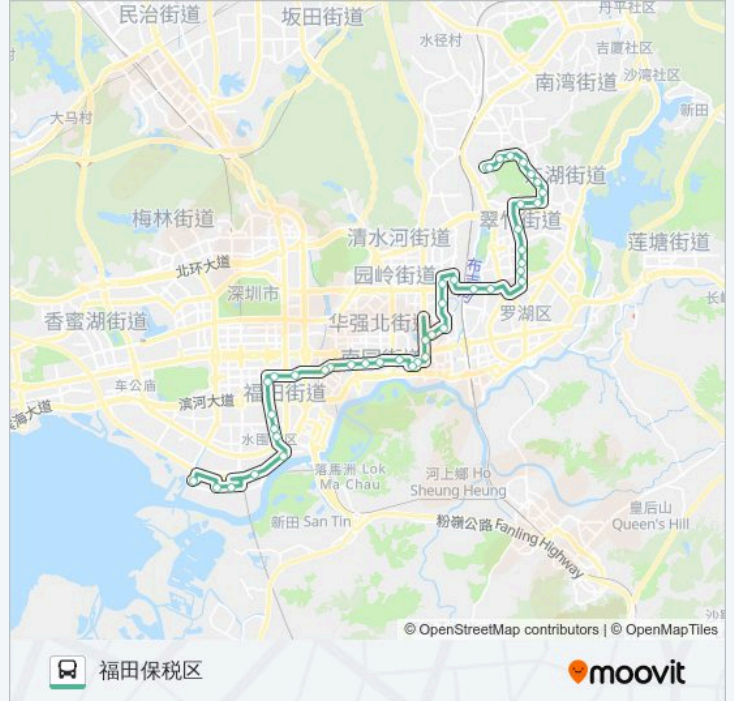 民治街道
坂田街道
丹平社区
水径村
吉厦社区
南湾街道
沙湾社区
大马村
新田
湖街道
梅林街道
翠竹街道
清水河街道
莲塘街道
北环大道
园岭街道
布吉
深圳市
罗湖区
香蜜湖街道
华强北街道
南园街道
车公庙
福田街道
滨河大道
滨海大道
水围社区
落馬洲 Lok
Ma Chau
河上鄉 Ho
Sheung Heung
新田 San Tin
皇后山
Queen's Hill
粉嶺公路 Fanling Highway
© OpenStreetMap contributors | © OpenMapTiles
福田保税区
moovit